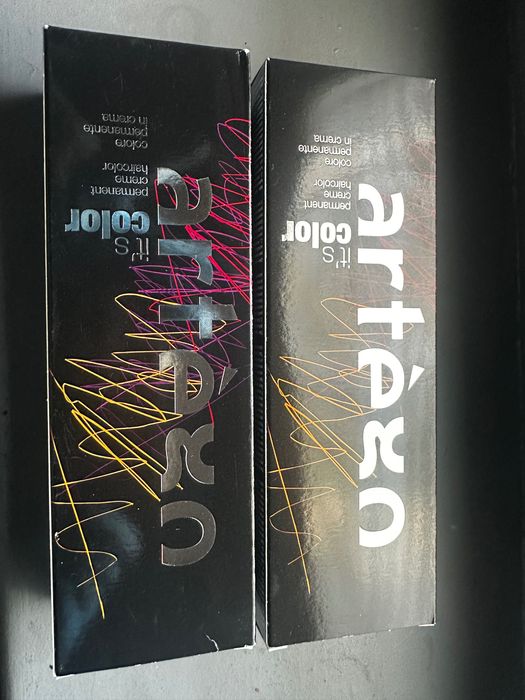 artègo
it's
color
permanent
creme
haircolor
colore
permanente
in crema
artègo
it's
color
permanent
creme
haircolor
colore
permanente
in crema